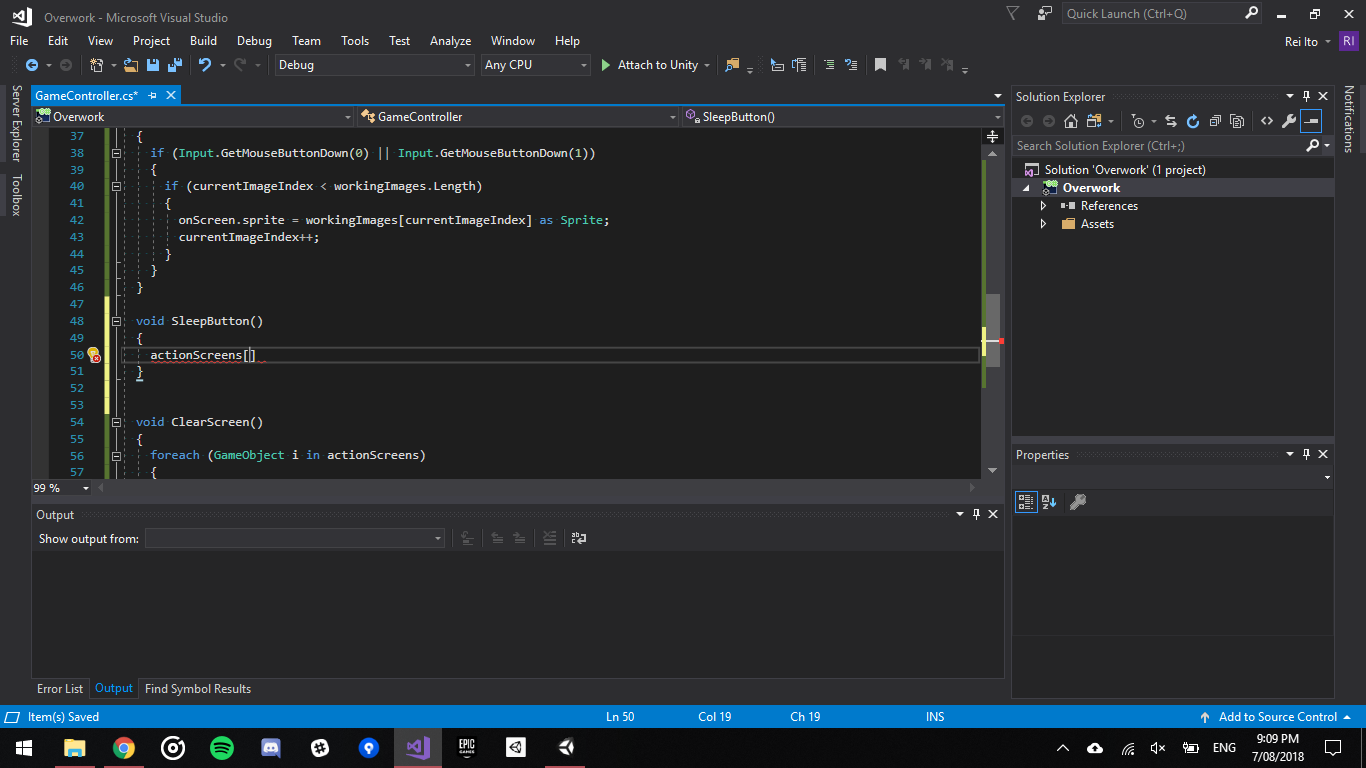 Overwork - Microsoft Visual Studio
Quick Launch (Ctrl+Q)
File Edit View Project Build Debug Team Tools Test Analyze Window Help
Rei Ito RI
Debug Any CPU Attach to Unity
Server Explorer
Toolbox
GameController.cs*
Overwork GameController SleepButton()
37 {
38 if (Input.GetMouseButtonDown(0) || Input.GetMouseButtonDown(1))
39 {
40 if (currentImageIndex < workingImages.Length)
41 {
42 onScreen.sprite = workingImages[currentImageIndex] as Sprite;
43 currentImageIndex++;
44 }
45 }
46 }
47
48 void SleepButton()
49 {
50 actionScreens[]
51 }
52
53
54 void ClearScreen()
55 {
56 foreach (GameObject i in actionScreens)
57 {
99 %
Output
Show output from:
Error List Output Find Symbol Results
Solution Explorer
Search Solution Explorer (Ctrl+;)
Solution 'Overwork' (1 project)
Overwork
References
Assets
Properties
Notifications
Item(s) Saved Ln 50 Col 19 Ch 19 INS Add to Source Control
EPIC GAMES
ENG
9:09 PM
7/08/2018